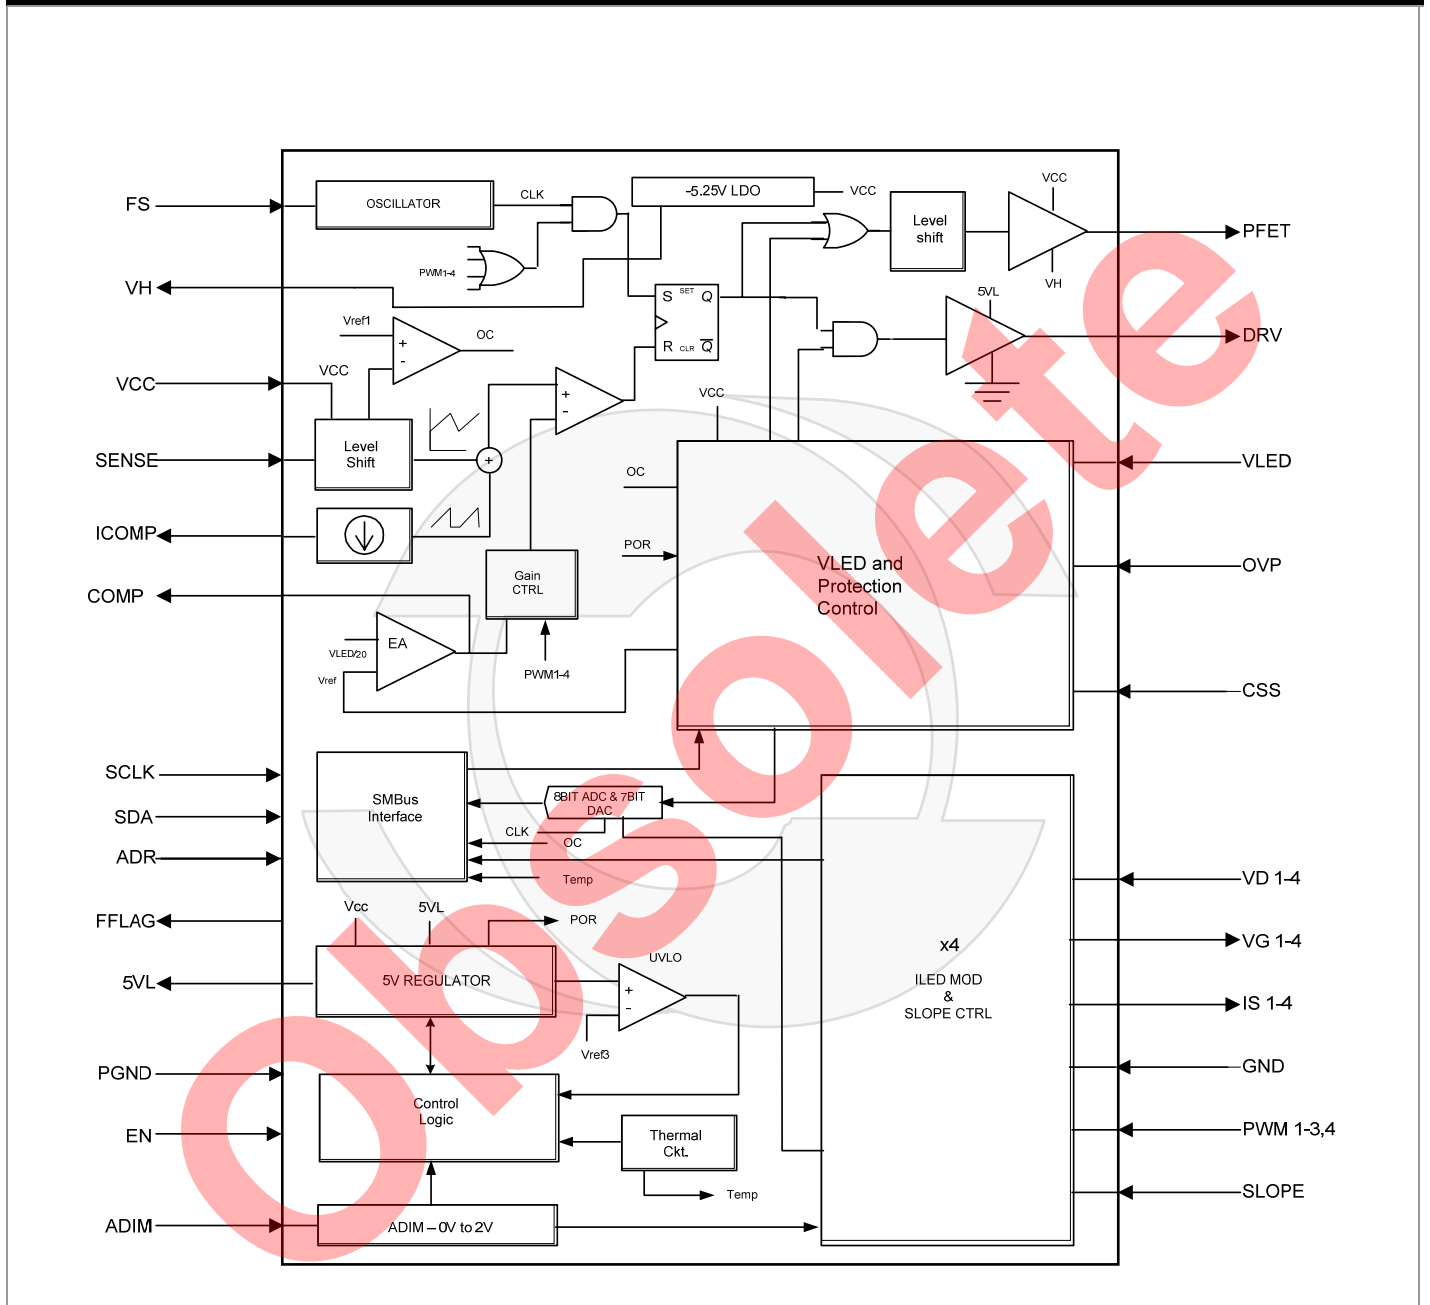 FS
OSCILLATOR
CLK
-5.25V LDO
VCC
Level
shift
VCC
PFET
PWM1-4
VH
VH
S SET Q
R CLR Q
5VL
DRV
Vref1
+
-
OC
VCC
VCC
+
-
VCC
SENSE
Level
Shift
+
VLED
OC
ICOMP
POR
VLED and
Protection
Control
OVP
Gain
CTRL
COMP
EA
VLED/20
Vref
PWM1-4
CSS
SCLK
SMBus
Interface
8BIT ADC & 7BIT
DAC
SDA
CLK
OC
ADR
Temp
VD 1-4
Vcc
5VL
POR
FFLAG
x4
VG 1-4
UVLO
5VL
5V REGULATOR
+
-
ILED MOD
&
SLOPE CTRL
IS 1-4
Vref3
PGND
GND
Control
Logic
EN
Thermal
Ckt.
PWM 1-3,4
Temp
SLOPE
ADIM
ADIM – 0V to 2V
Obsolete